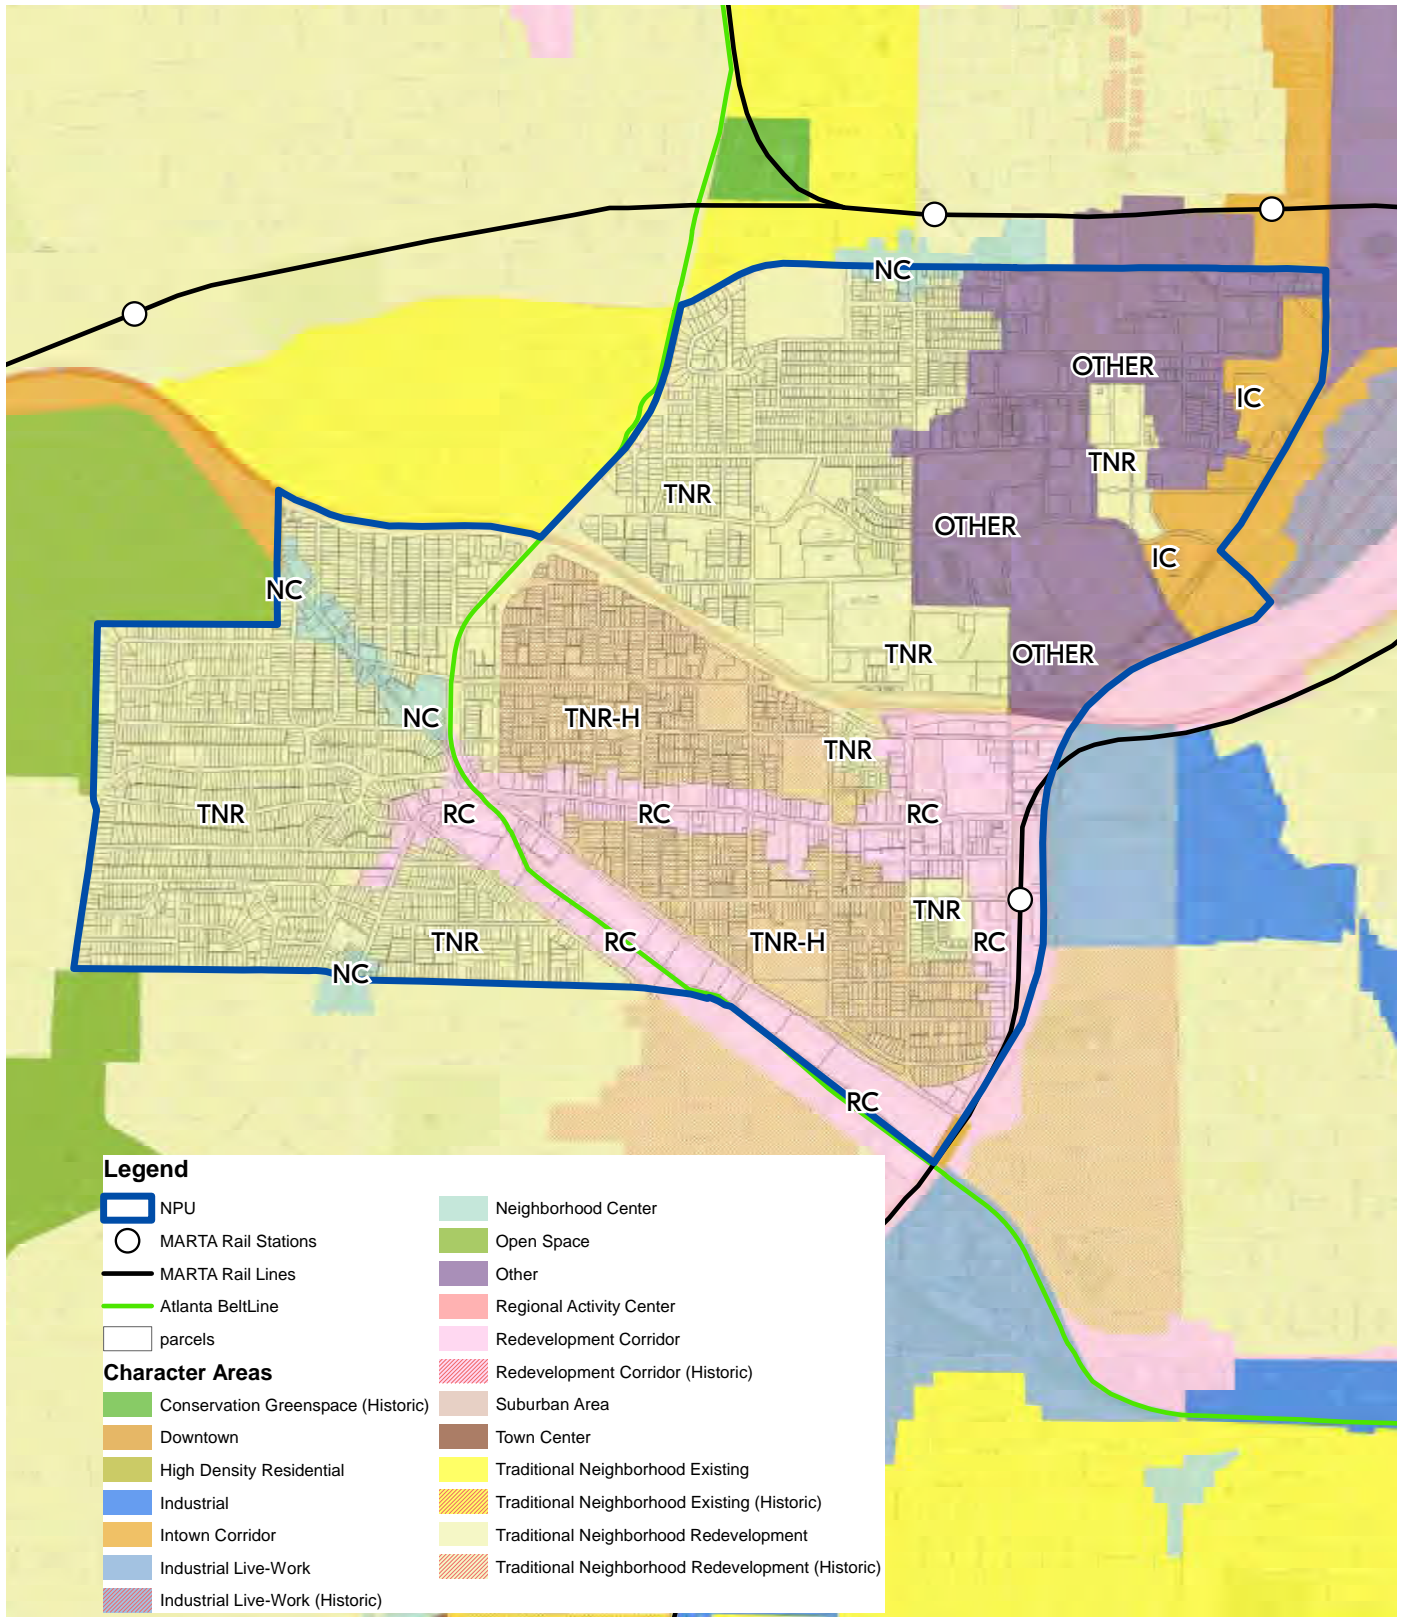 NC
OTHER
IC
TNR
TNR
OTHER
IC
NC
TNR
OTHER
NC
TNR-H
TNR
TNR
RC
RC
RC
TNR
TNR
RC
TNR-H
RC
NC
RC
Legend
NPU
MARTA Rail Stations
MARTA Rail Lines
Atlanta BeltLine
parcels
Character Areas
Conservation Greenspace (Historic)
Downtown
High Density Residential
Industrial
Intown Corridor
Industrial Live-Work
Industrial Live-Work (Historic)
Neighborhood Center
Open Space
Other
Regional Activity Center
Redevelopment Corridor
Redevelopment Corridor (Historic)
Suburban Area
Town Center
Traditional Neighborhood Existing
Traditional Neighborhood Existing (Historic)
Traditional Neighborhood Redevelopment
Traditional Neighborhood Redevelopment (Historic)